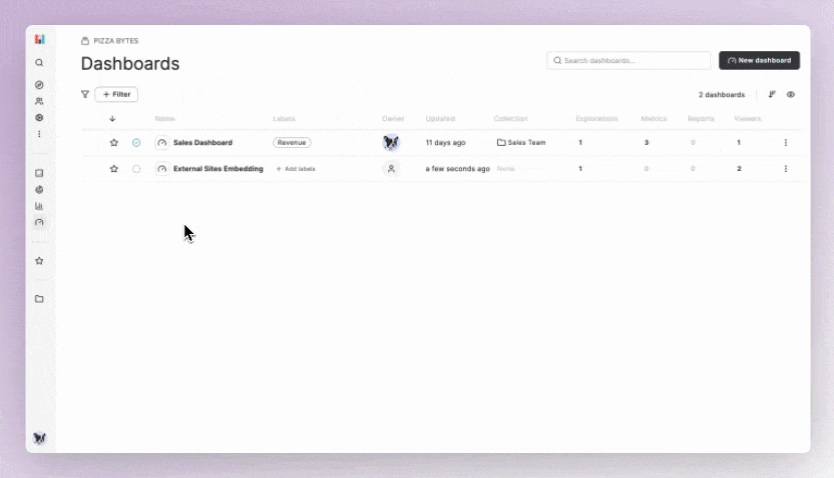 PIZZA BYTES
Dashboards
Search dashboards...
New dashboard
+ Filter
2 dashboards
Name Labels Owner Updated Collection Explorations Metrics Reports Viewers
Sales Dashboard Revenue 11 days ago Sales Team 1 3 0 1
External Sites Embedding + Add labels a few seconds ago None 1 0 0 2